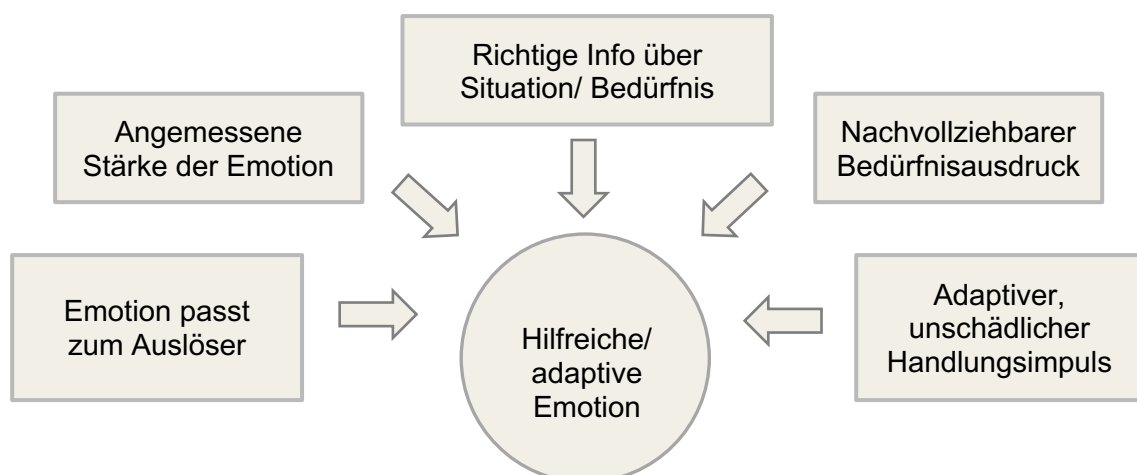 Richtige Info über
Situation/ Bedürfnis
Angemessene
Stärke der Emotion
Nachvollziehbarer
Bedürfnisausdruck
Emotion passt
zum Auslöser
Adaptiver,
unschädlicher
Handlungsimpuls
Hilfreiche/
adaptive
Emotion